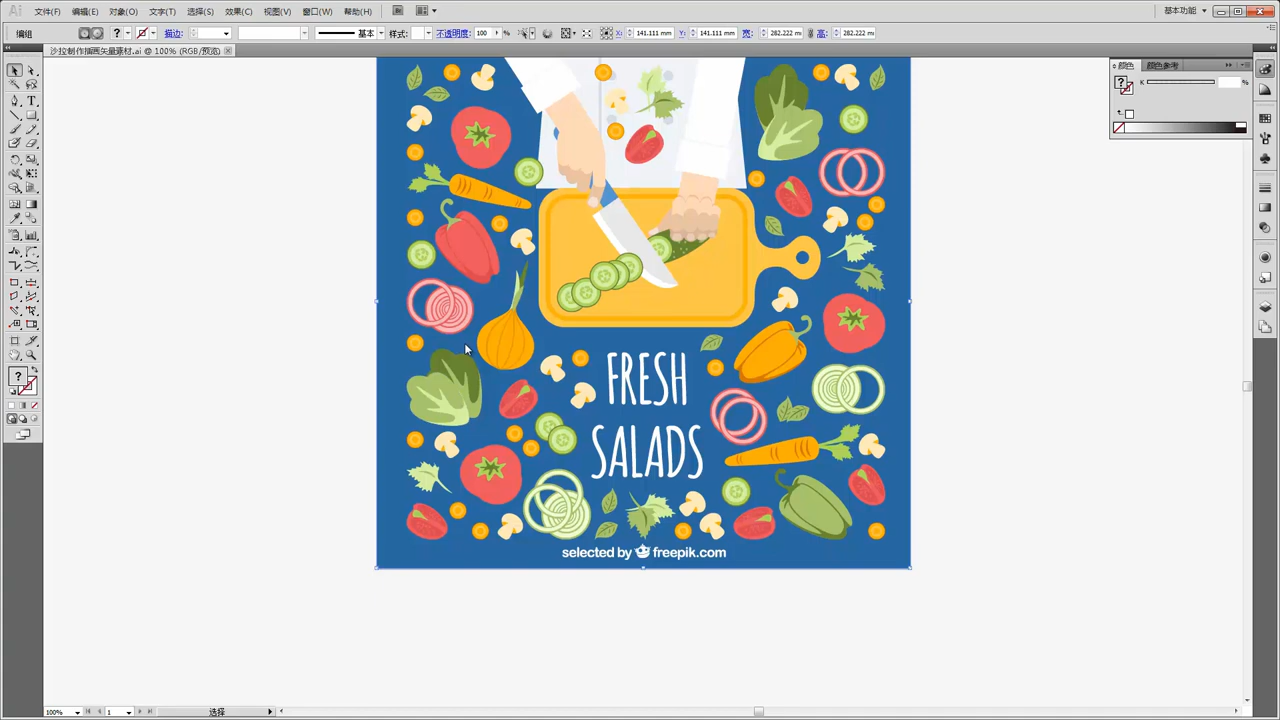 Ai 文件(F) 编辑(E) 对象(O) 文字(T) 选择(S) 效果(C) 视图(V) 窗口(W) 帮助(H) Br 基本功能
编组 ? 描边: 基本 样式: 不透明度: 100 % X: 141.111 mm Y: 141.111 mm 宽: 282.222 mm 高: 282.222 mm
沙拉制作插画矢量素材.ai @ 100% (RGB/预览)
颜色 颜色参考
? K %
FRESH
SALADS
selected by freepik.com
?
100% 1 选择